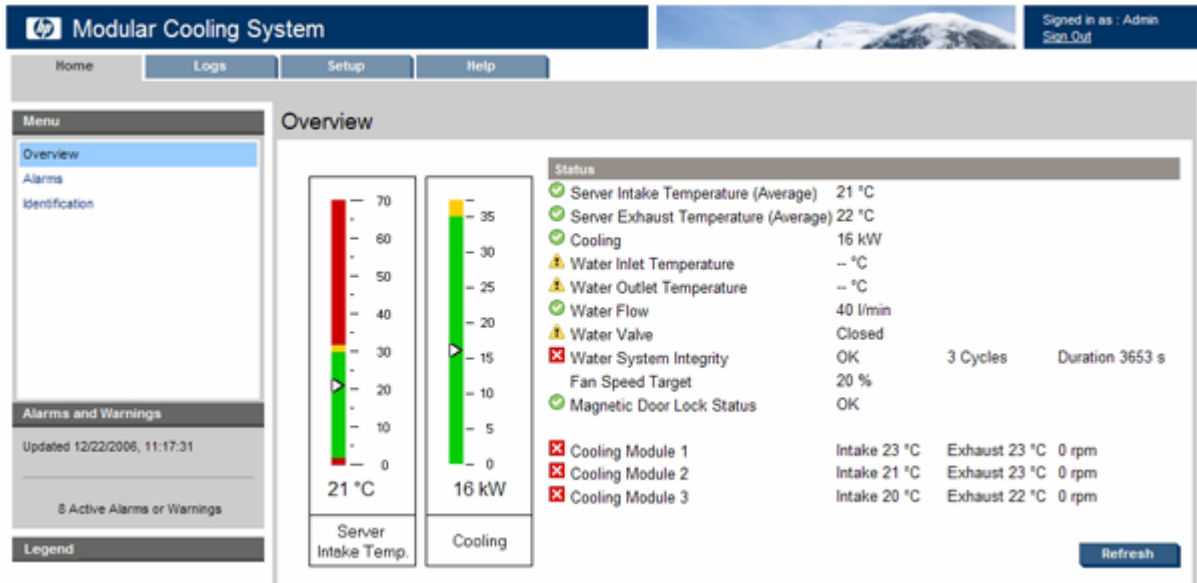 hp Modular Cooling System
Signed in as : Admin
Sign Out
Home Logs Setup Help
Menu
Overview
Alarms
Identification
Alarms and Warnings
Updated 12/22/2006, 11:17:31
8 Active Alarms or Warnings
Legend
Overview
70
60
50
40
30
20
10
0
21 °C
Server
Intake Temp.
35
30
25
20
15
10
5
0
16 kW
Cooling
Status
Server Intake Temperature (Average) 21 °C
Server Exhaust Temperature (Average) 22 °C
Cooling 16 kW
Water Inlet Temperature -- °C
Water Outlet Temperature -- °C
Water Flow 40 l/min
Water Valve Closed
Water System Integrity OK 3 Cycles Duration 3653 s
Fan Speed Target 20 %
Magnetic Door Lock Status OK
Cooling Module 1 Intake 23 °C Exhaust 23 °C 0 rpm
Cooling Module 2 Intake 21 °C Exhaust 23 °C 0 rpm
Cooling Module 3 Intake 20 °C Exhaust 22 °C 0 rpm
Refresh